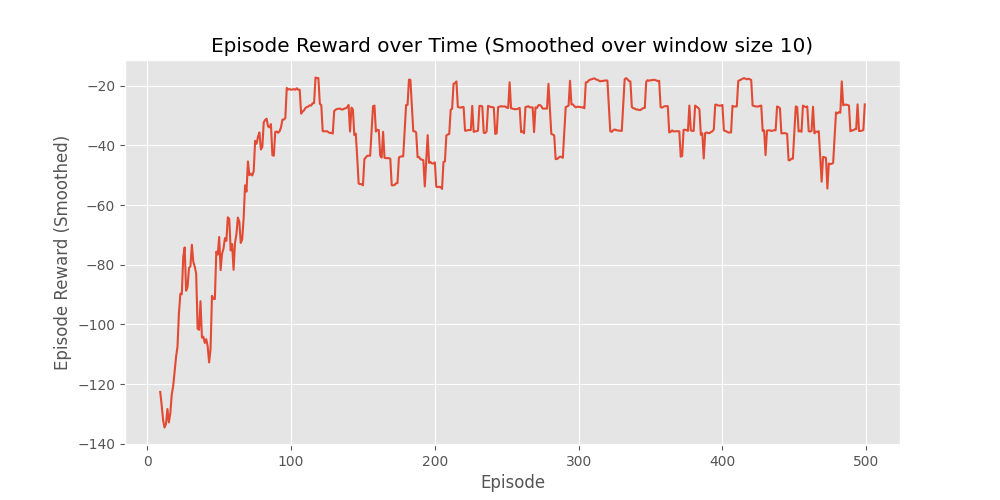 Episode Reward over Time (Smoothed over window size 10)
Episode Reward (Smoothed)
−20
−40
−60
−80
−100
−120
−140
0 100 200 300 400 500
Episode